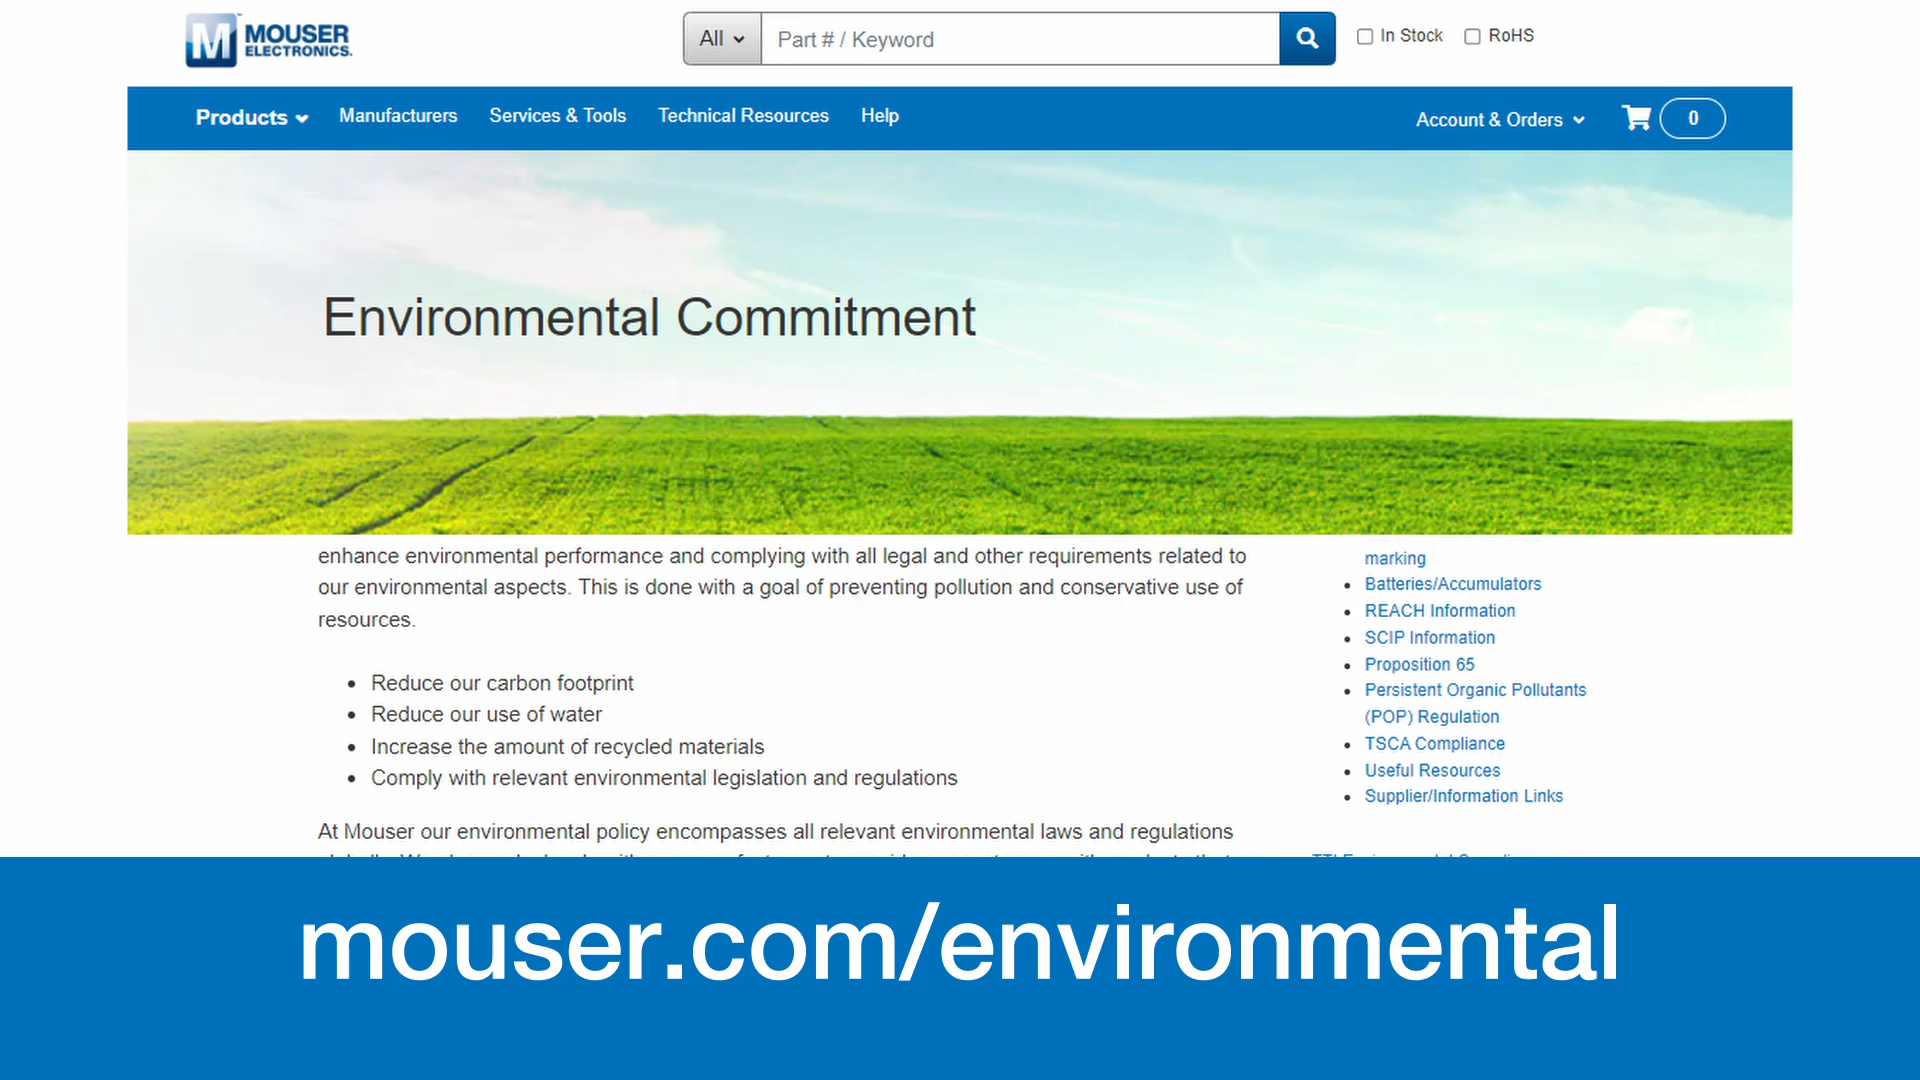 MOUSER
ELECTRONICS
All
Part # / Keyword
In Stock
RoHS
Products
Manufacturers
Services & Tools
Technical Resources
Help
Account & Orders
0
Environmental Commitment
enhance environmental performance and complying with all legal and other requirements related to
our environmental aspects. This is done with a goal of preventing pollution and conservative use of
resources.
• Reduce our carbon footprint
• Reduce our use of water
• Increase the amount of recycled materials
• Comply with relevant environmental legislation and regulations
At Mouser our environmental policy encompasses all relevant environmental laws and regulations
marking
• Batteries/Accumulators
• REACH Information
• SCIP Information
• Proposition 65
• Persistent Organic Pollutants
(POP) Regulation
• TSCA Compliance
• Useful Resources
• Supplier/Information Links
mouser.com/environmental